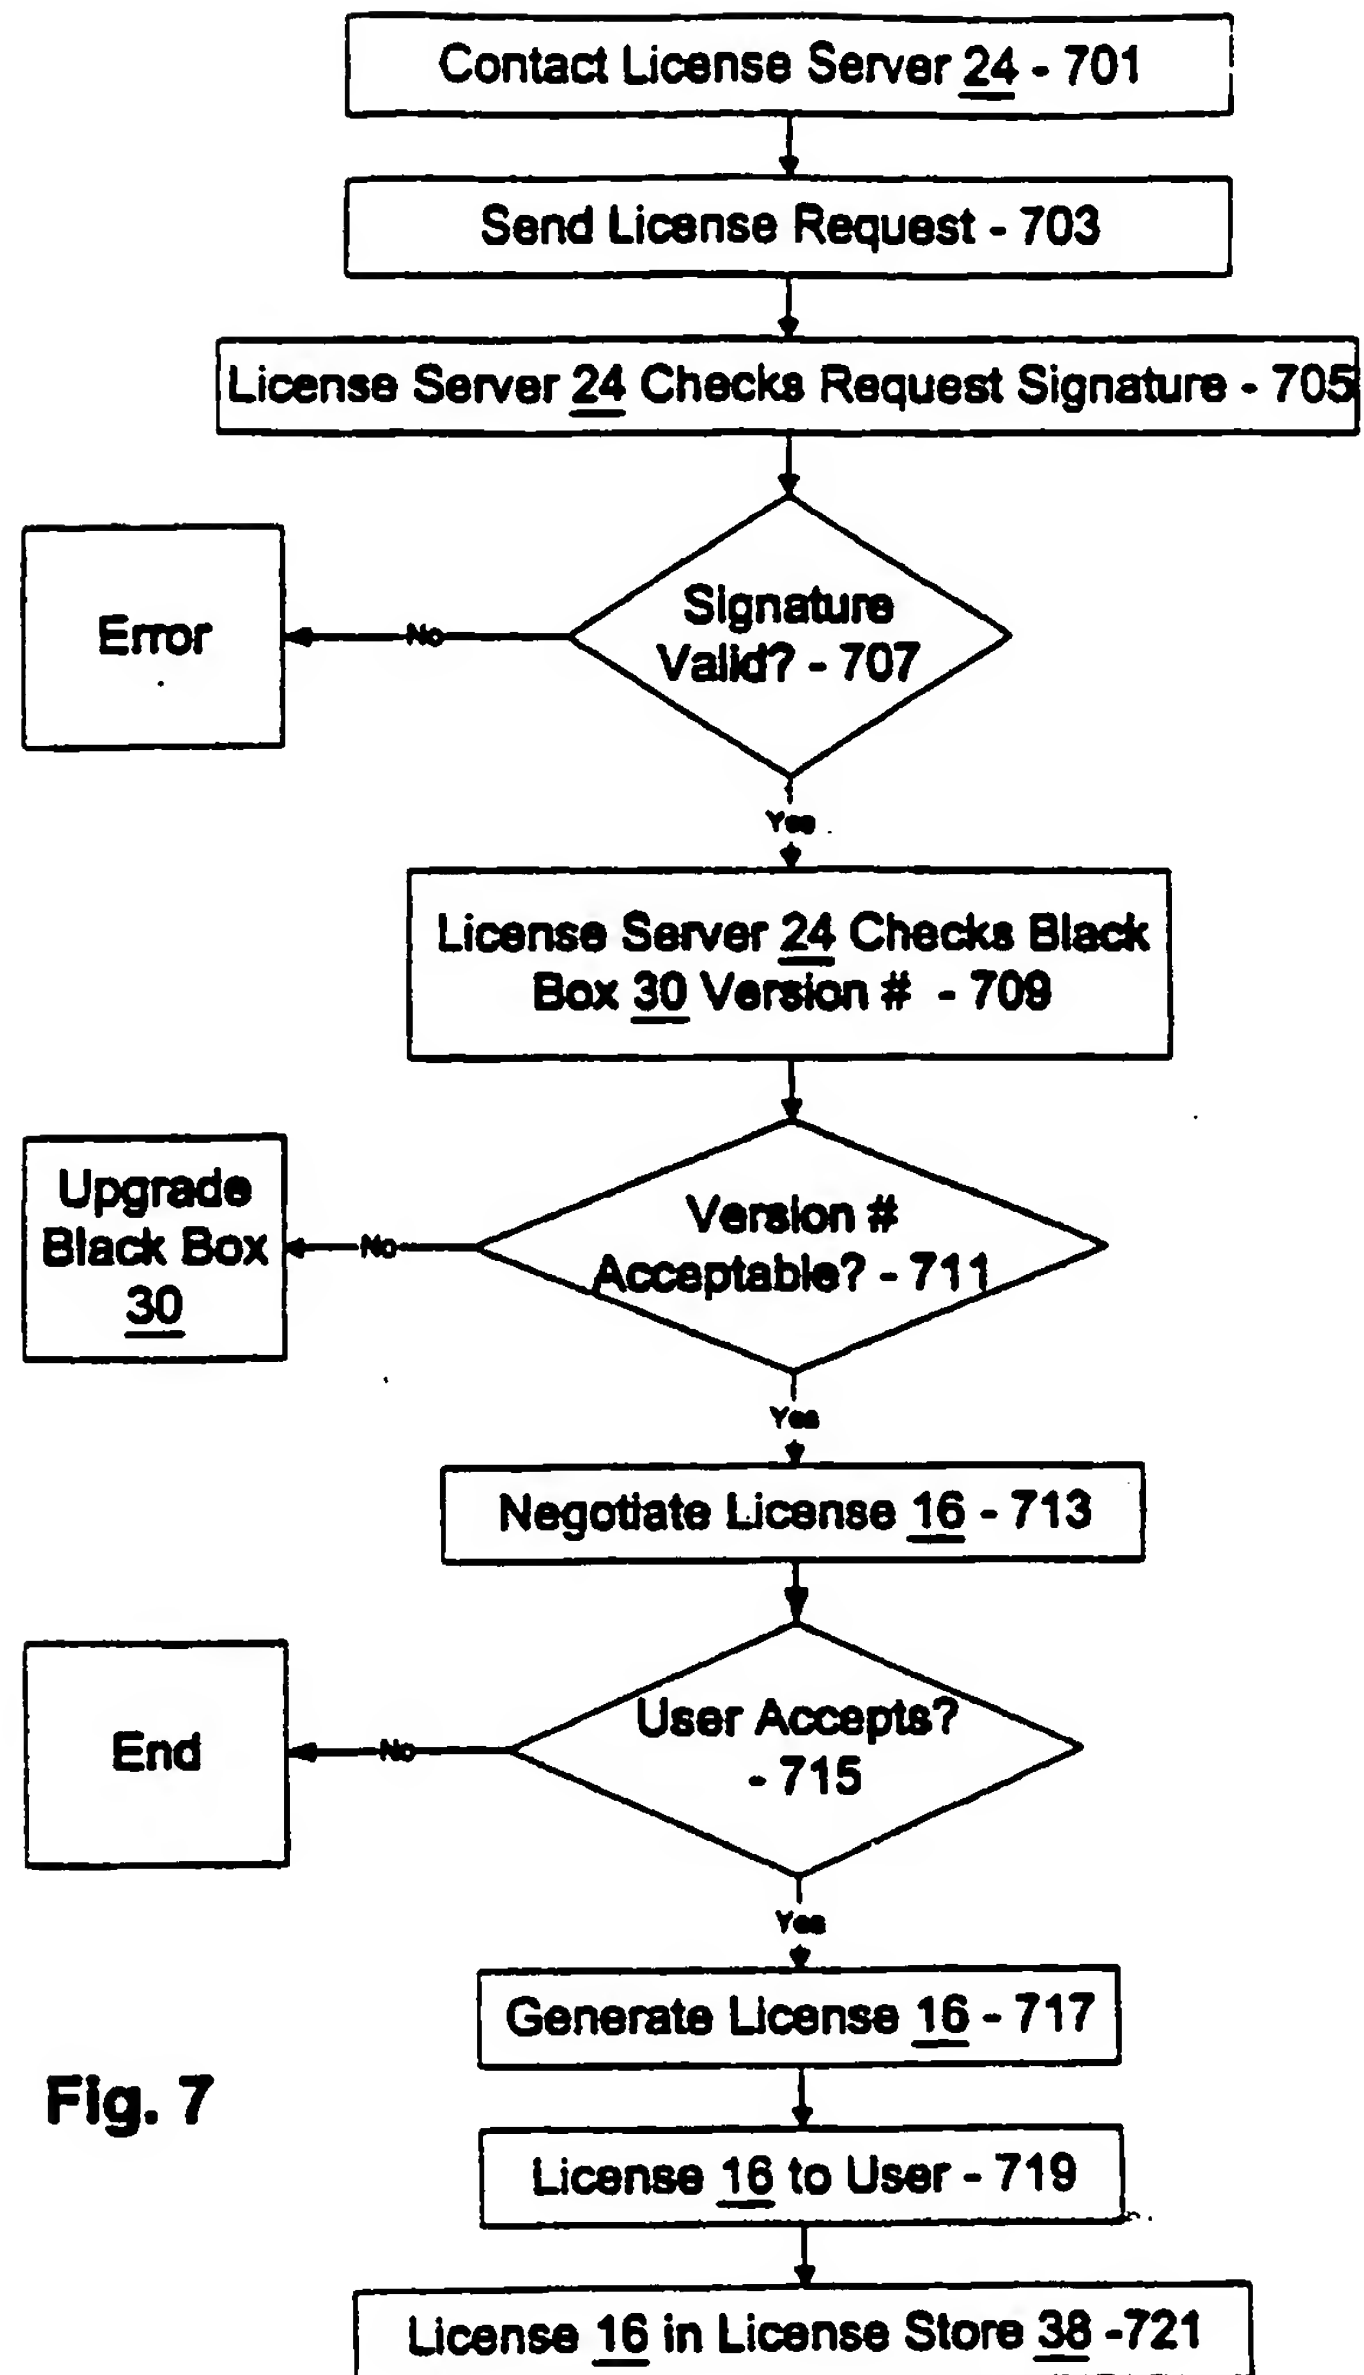 Contact License Server 24 - 701
Send License Request - 703
License Server 24 Checks Request Signature - 705
Signature
Valid? - 707
No
Error
Yes
License Server 24 Checks Black
Box 30 Version # - 709
Version #
Acceptable? - 711
No
Upgrade
Black Box
30
Yes
Negotiate License 16 - 713
User Accepts?
- 715
No
End
Yes
Generate License 16 - 717
Fig. 7
License 16 to User - 719
License 16 in License Store 38 -721